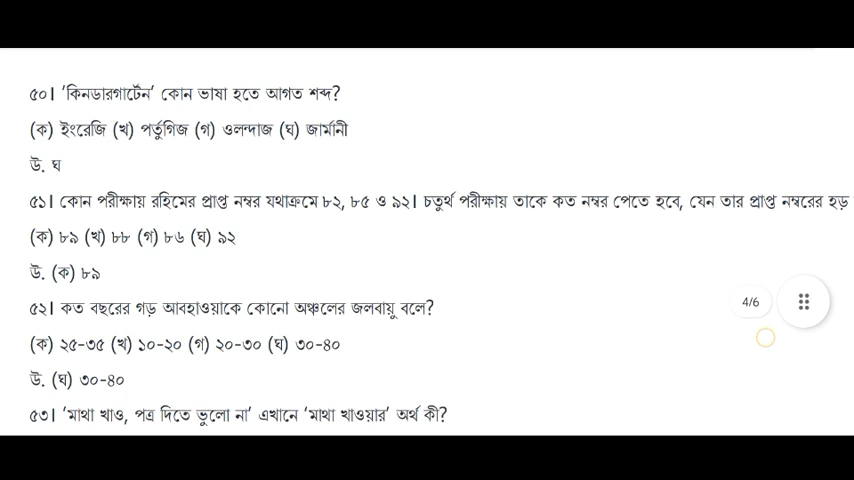 ৫০। ‘কিনডারগার্টেন’ কোন ভাষা হতে আগত শব্দ?
(ক) ইংরেজি (খ) পর্তুগিজ (গ) ওলন্দাজ (ঘ) জার্মানী
উ. ঘ
৫১। কোন পরীক্ষায় রহিমের প্রাপ্ত নম্বর যথাক্রমে ৮২, ৮৫ ও ৯২। চতুর্থ পরীক্ষায় তাকে কত নম্বর পেতে হবে, যেন তার প্রাপ্ত নম্বরের হড়
(ক) ৮৯ (খ) ৮৮ (গ) ৮৬ (ঘ) ৯২
উ. (ক) ৮৯
৫২। কত বছরের গড় আবহাওয়াকে কোনো অঞ্চলের জলবায়ু বলে?
4/6
(ক) ২৫-৩৫ (খ) ১০-২০ (গ) ২০-৩০ (ঘ) ৩০-৪০
উ. (ঘ) ৩০-৪০
৫৩। ‘মাথা খাও, পত্র দিতে ভুলো না’ এখানে ‘মাথা খাওয়ার’ অর্থ কী?